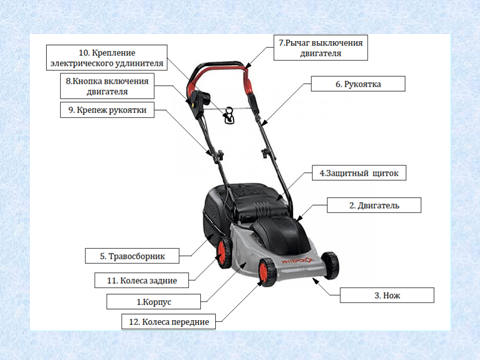 7.Рычаг выключения
двигателя
10. Крепление
электрического удлинителя
8.Кнопка включения
двигателя
6. Рукоятка
9. Крепеж рукоятки
4.Защитный щиток
2. Двигатель
5. Травосборник
11. Колеса задние
3. Нож
1.Корпус
12. Колеса передние